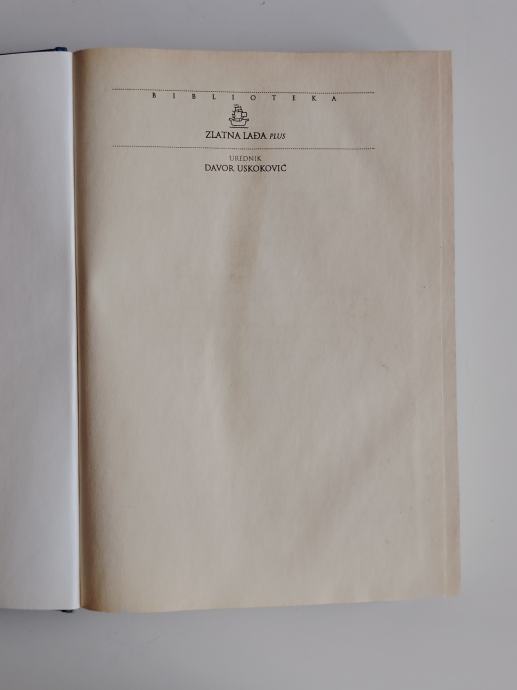 BIBLIOTEKA
ZLATNA LAĐA PLUS
UREDNIK
DAVOR USKOKOVIĆ